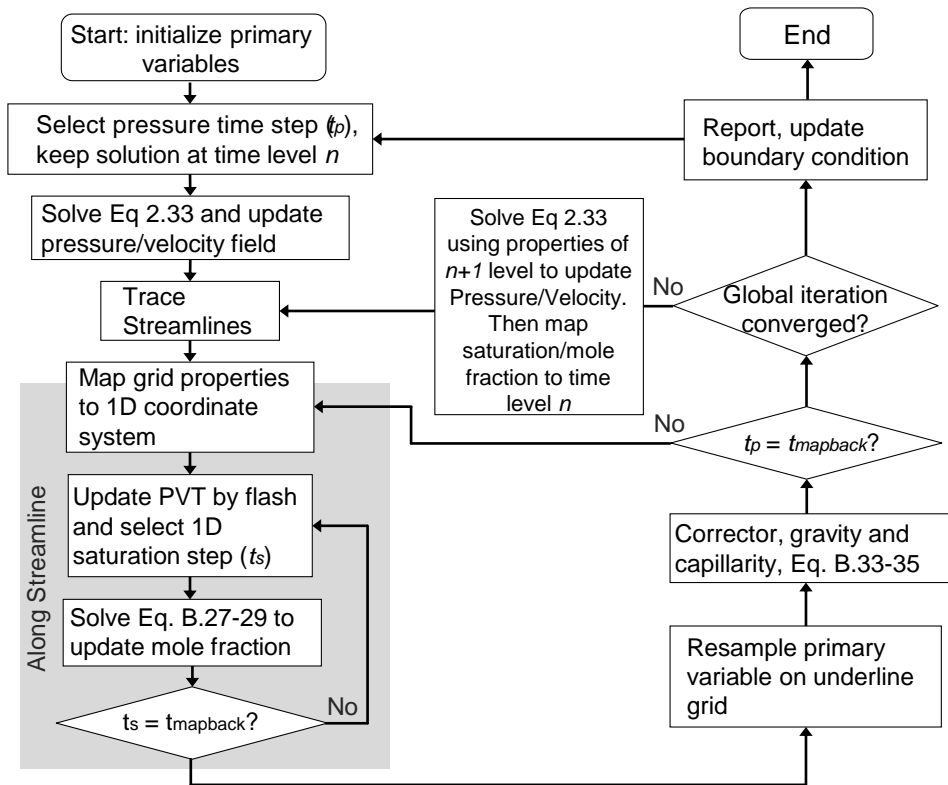 Start: initialize primary
variables
Select pressure time step (tp),
keep solution at time level n
Solve Eq 2.33 and update
pressure/velocity field
Trace
Streamlines
Map grid properties
to 1D coordinate
system
Update PVT by flash
and select 1D
saturation step (ts)
Solve Eq. B.27-29 to
update mole fraction
ts = tmapback?
No
Along Streamline
Solve Eq 2.33
using properties of
n+1 level to update
Pressure/Velocity.
Then map
saturation/mole
fraction to time
level n
End
Report, update
boundary condition
Global iteration
converged?
No
tp = tmapback?
No
Corrector, gravity and
capillarity, Eq. B.33-35
Resample primary
variable on underline
grid